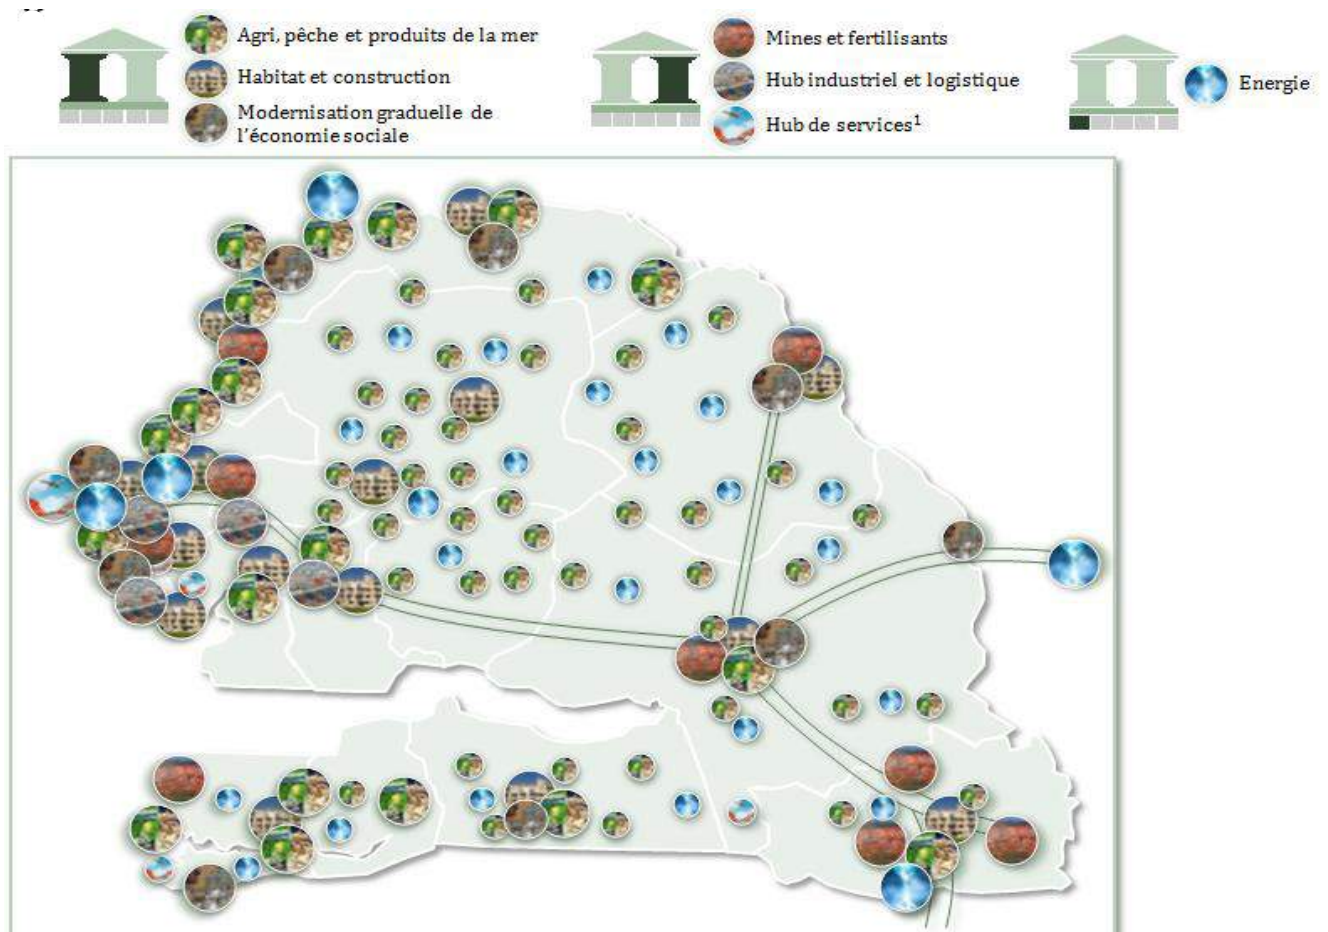 Agri, pêche et produits de la mer
Habitat et construction
Modernisation graduelle de
l'économie sociale
Mines et fertilisants
Hub industriel et logistique
Hub de services¹
Energie